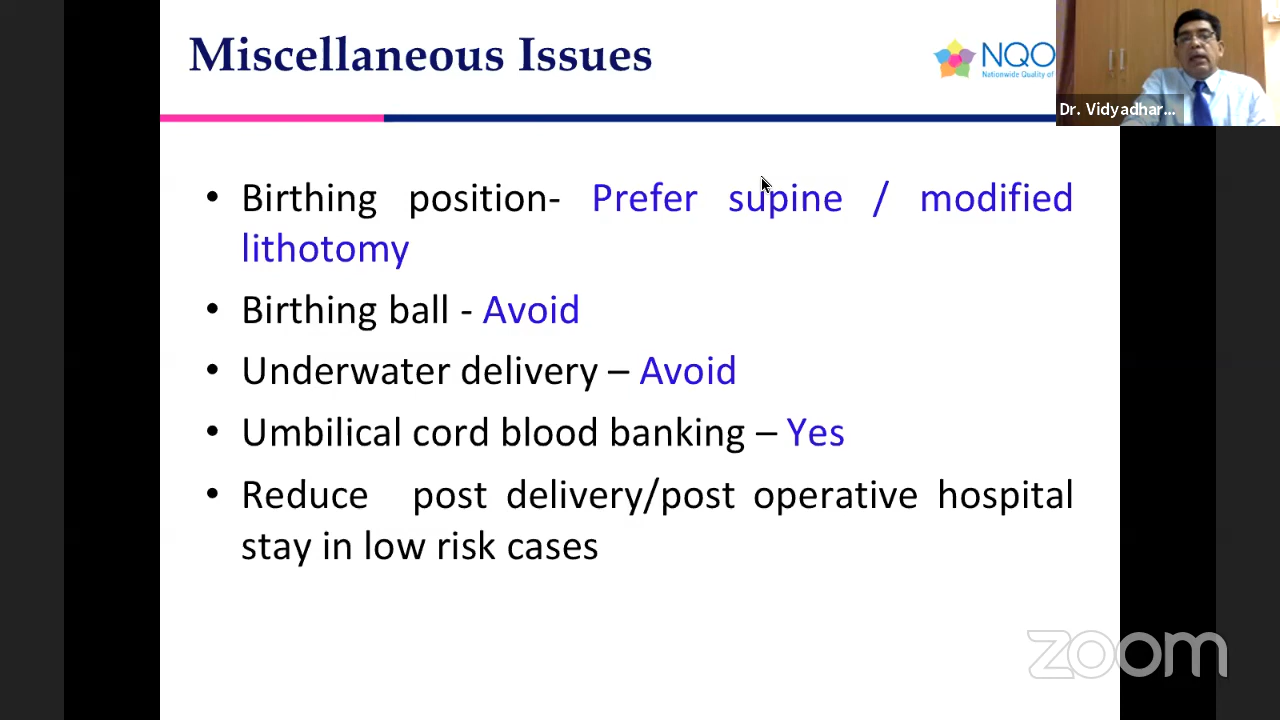 Miscellaneous Issues
NQO
Nationwide Quality of
Dr. Vidyadhar...
• Birthing position- Prefer supine / modified
lithotomy
• Birthing ball - Avoid
• Underwater delivery – Avoid
• Umbilical cord blood banking – Yes
• Reduce post delivery/post operative hospital
stay in low risk cases
zoom